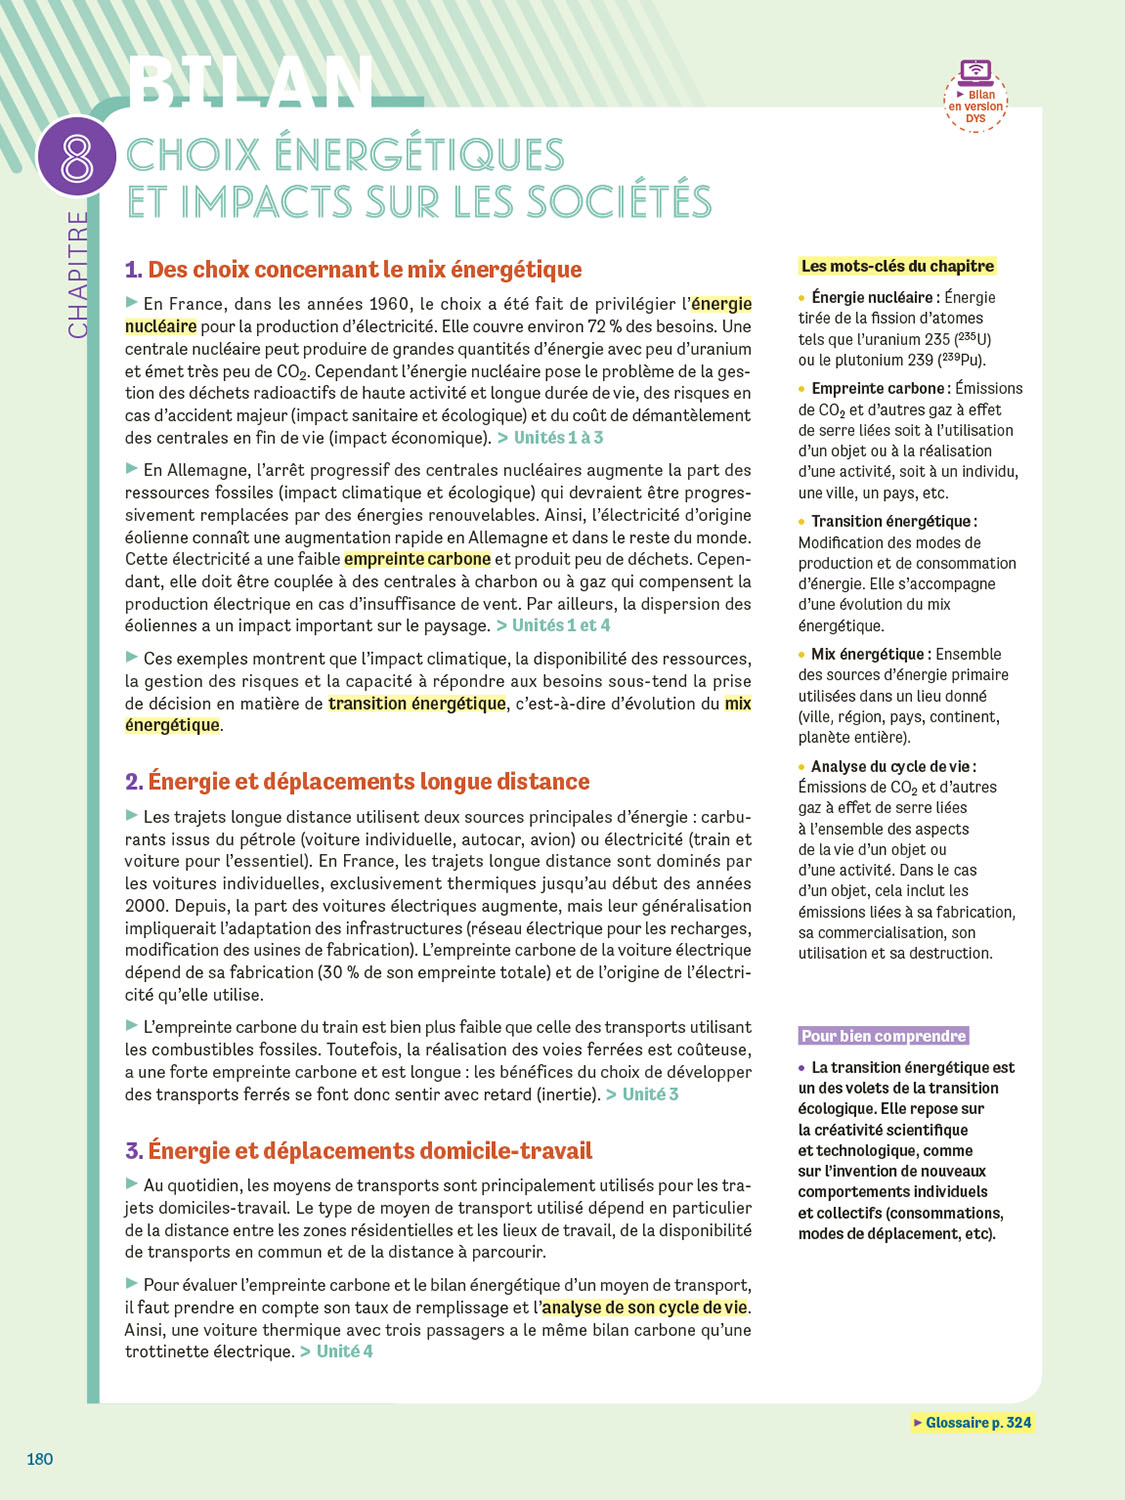 BILAN
▶ Bilan
en version
DYS
8
CHAPITRE
CHOIX ÉNERGÉTIQUES
ET IMPACTS SUR LES SOCIÉTÉS
1. Des choix concernant le mix énergétique
▶ En France, dans les années 1960, le choix a été fait de privilégier l’énergie
nucléaire pour la production d’électricité. Elle couvre environ 72 % des besoins. Une
centrale nucléaire peut produire de grandes quantités d’énergie avec peu d’uranium
et émet très peu de CO₂. Cependant l’énergie nucléaire pose le problème de la ges-
tion des déchets radioactifs de haute activité et longue durée de vie, des risques en
cas d’accident majeur (impact sanitaire et écologique) et du coût de démantèlement
des centrales en fin de vie (impact économique). > Unités 1 à 3
▶ En Allemagne, l’arrêt progressif des centrales nucléaires augmente la part des
ressources fossiles (impact climatique et écologique) qui devraient être progres-
sivement remplacées par des énergies renouvelables. Ainsi, l’électricité d’origine
éolienne connaît une augmentation rapide en Allemagne et dans le reste du monde.
Cette électricité a une faible empreinte carbone et produit peu de déchets. Cepen-
dant, elle doit être couplée à des centrales à charbon ou à gaz qui compensent la
production électrique en cas d’insuffisance de vent. Par ailleurs, la dispersion des
éoliennes a un impact important sur le paysage. > Unités 1 et 4
▶ Ces exemples montrent que l’impact climatique, la disponibilité des ressources,
la gestion des risques et la capacité à répondre aux besoins sous-tend la prise
de décision en matière de transition énergétique, c’est-à-dire d’évolution du mix
énergétique.
2. Énergie et déplacements longue distance
▶ Les trajets longue distance utilisent deux sources principales d’énergie : carbu-
rants issus du pétrole (voiture individuelle, autocar, avion) ou électricité (train et
voiture pour l’essentiel). En France, les trajets longue distance sont dominés par
les voitures individuelles, exclusivement thermiques jusqu’au début des années
2000. Depuis, la part des voitures électriques augmente, mais leur généralisation
impliquerait l’adaptation des infrastructures (réseau électrique pour les recharges,
modification des usines de fabrication). L’empreinte carbone de la voiture électrique
dépend de sa fabrication (30 % de son empreinte totale) et de l’origine de l’électri-
cité qu’elle utilise.
▶ L’empreinte carbone du train est bien plus faible que celle des transports utilisant
les combustibles fossiles. Toutefois, la réalisation des voies ferrées est coûteuse,
a une forte empreinte carbone et est longue : les bénéfices du choix de développer
des transports ferrés se font donc sentir avec retard (inertie). > Unité 3
3. Énergie et déplacements domicile-travail
▶ Au quotidien, les moyens de transports sont principalement utilisés pour les tra-
jets domiciles-travail. Le type de moyen de transport utilisé dépend en particulier
de la distance entre les zones résidentielles et les lieux de travail, de la disponibilité
de transports en commun et de la distance à parcourir.
▶ Pour évaluer l’empreinte carbone et le bilan énergétique d’un moyen de transport,
il faut prendre en compte son taux de remplissage et l’analyse de son cycle de vie.
Ainsi, une voiture thermique avec trois passagers a le même bilan carbone qu’une
trottinette électrique. > Unité 4
Les mots-clés du chapitre
• Énergie nucléaire : Énergie
tirée de la fission d’atomes
tels que l’uranium 235 (²³⁵U)
ou le plutonium 239 (²³⁹Pu).
• Empreinte carbone : Émissions
de CO₂ et d’autres gaz à effet
de serre liées soit à l’utilisation
d’un objet ou à la réalisation
d’une activité, soit à un individu,
une ville, un pays, etc.
• Transition énergétique :
Modification des modes de
production et de consommation
d’énergie. Elle s’accompagne
d’une évolution du mix
énergétique.
• Mix énergétique : Ensemble
des sources d’énergie primaire
utilisées dans un lieu donné
(ville, région, pays, continent,
planète entière).
• Analyse du cycle de vie :
Émissions de CO₂ et d’autres
gaz à effet de serre liées
à l’ensemble des aspects
de la vie d’un objet ou
d’une activité. Dans le cas
d’un objet, cela inclut les
émissions liées à sa fabrication,
sa commercialisation, son
utilisation et sa destruction.
Pour bien comprendre
• La transition énergétique est
un des volets de la transition
écologique. Elle repose sur
la créativité scientifique
et technologique, comme
sur l’invention de nouveaux
comportements individuels
et collectifs (consommations,
modes de déplacement, etc).
▶ Glossaire p. 324
180